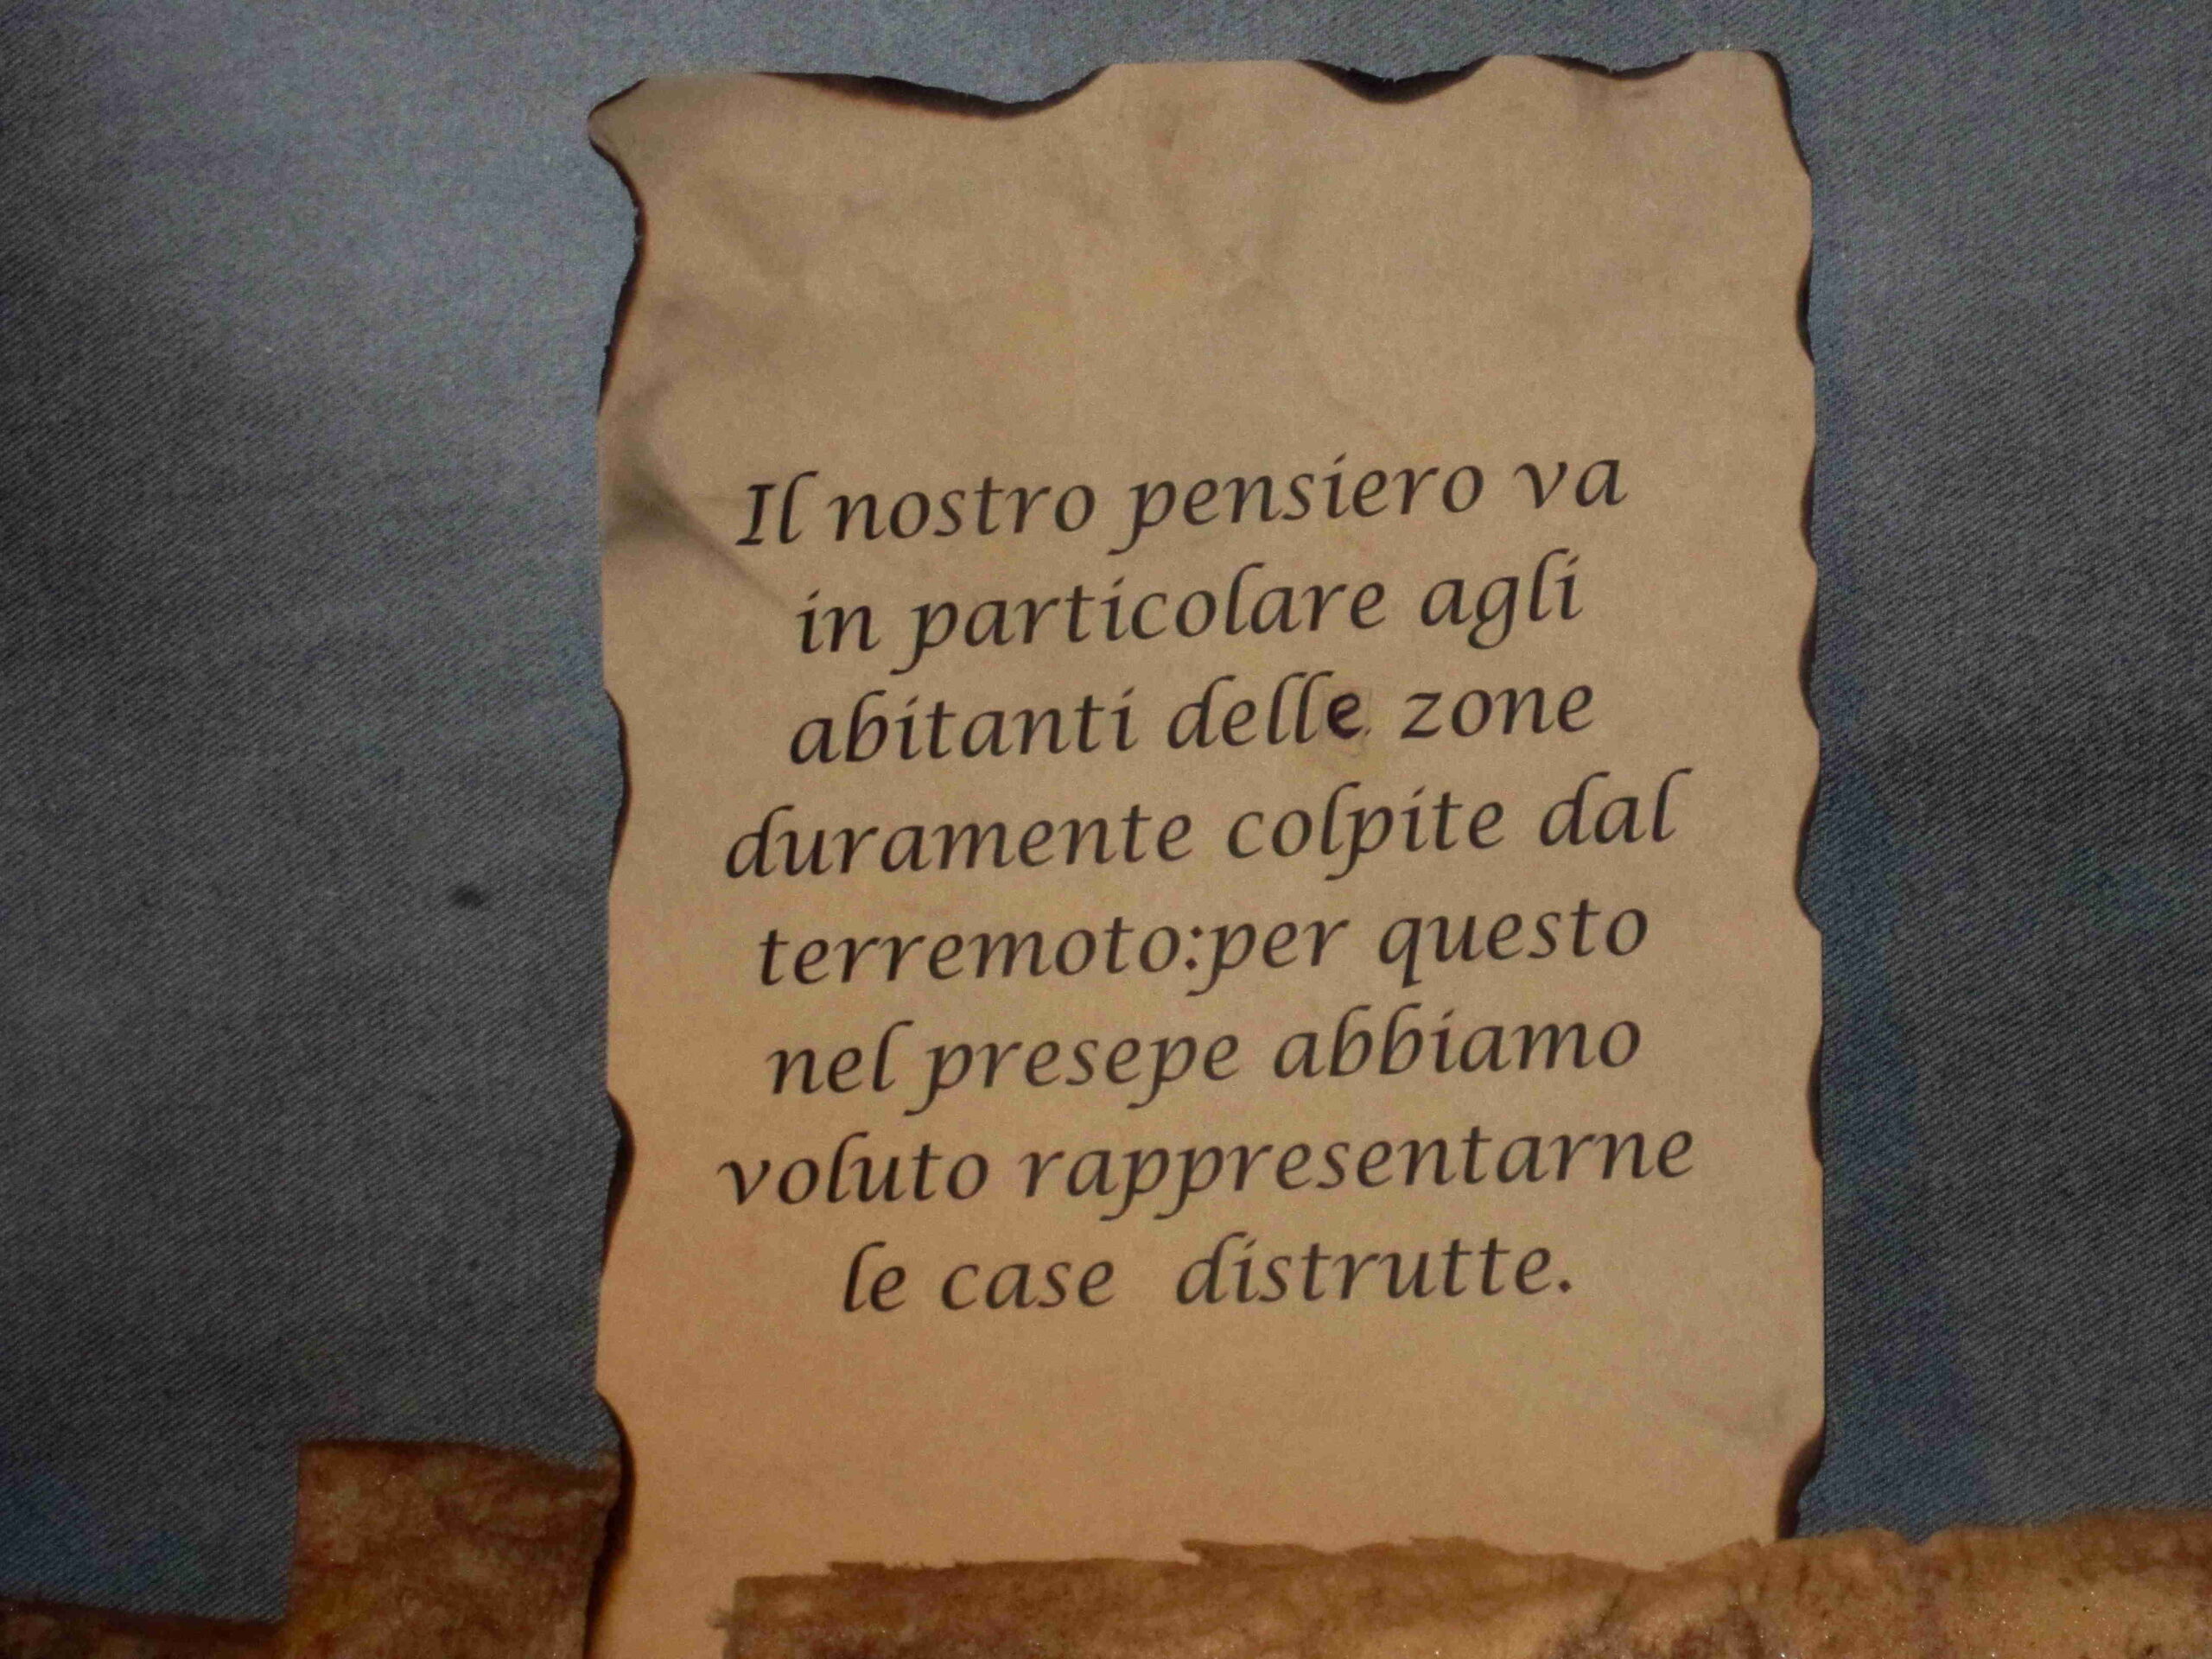 Il nostro pensiero va
in particolare agli
abitanti delle zone
duramente colpite dal
terremoto:per questo
nel presepe abbiamo
voluto rappresentarne
le case  distrutte.